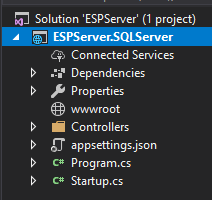 Solution 'ESPServer' (1 project)
ESPServer.SQLServer
Connected Services
Dependencies
Properties
wwwroot
Controllers
appsettings.json
C# Program.cs
C# Startup.cs